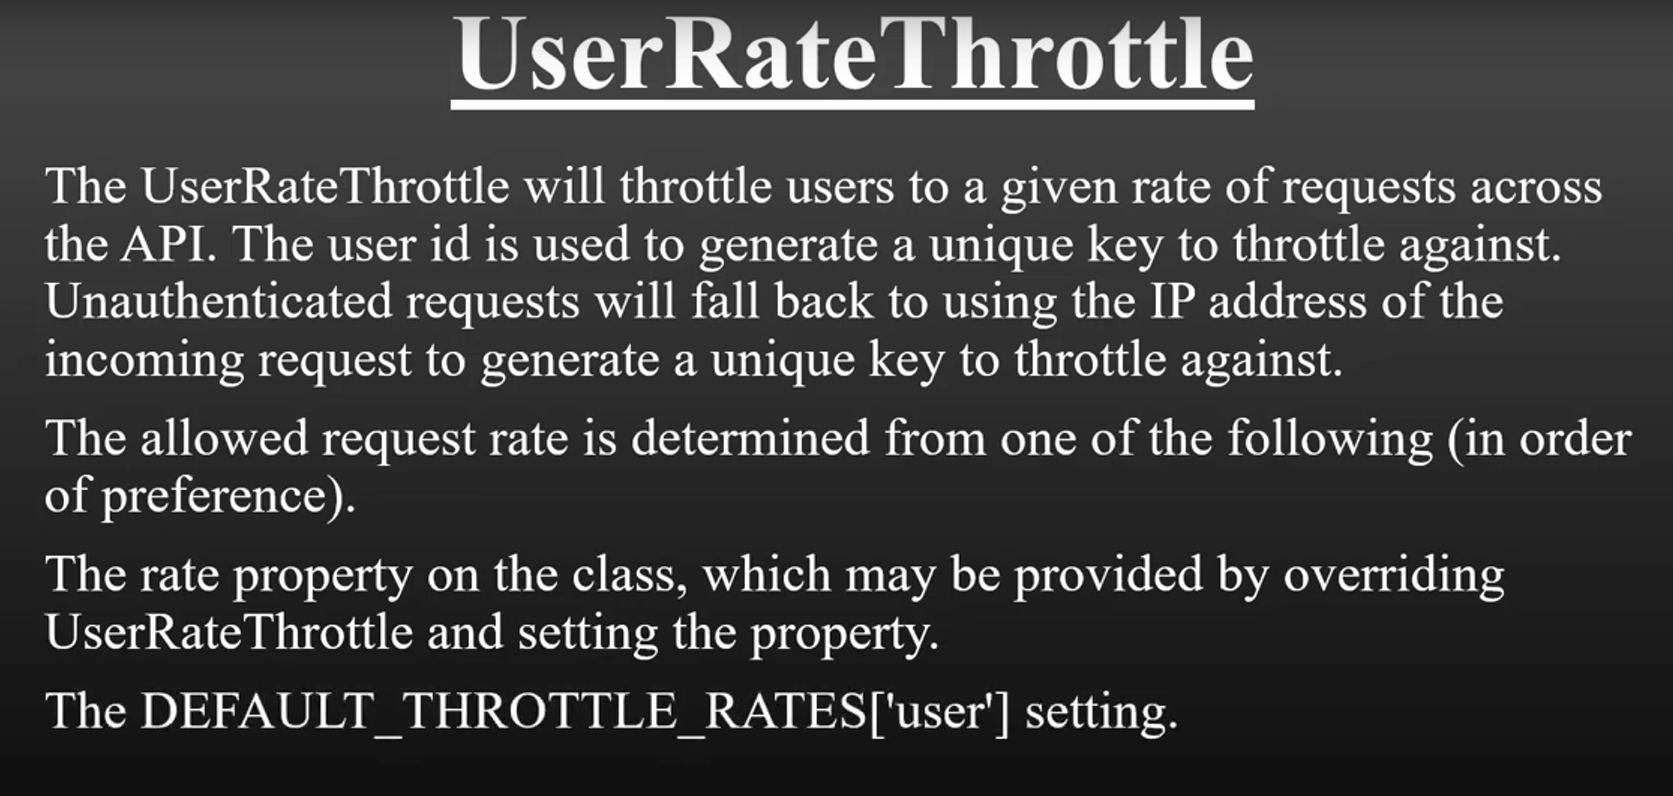 UserRateThrottle
The UserRateThrottle will throttle users to a given rate of requests across
the API. The user id is used to generate a unique key to throttle against.
Unauthenticated requests will fall back to using the IP address of the
incoming request to generate a unique key to throttle against.
The allowed request rate is determined from one of the following (in order
of preference).
The rate property on the class, which may be provided by overriding
UserRateThrottle and setting the property.
The DEFAULT_THROTTLE_RATES['user'] setting.